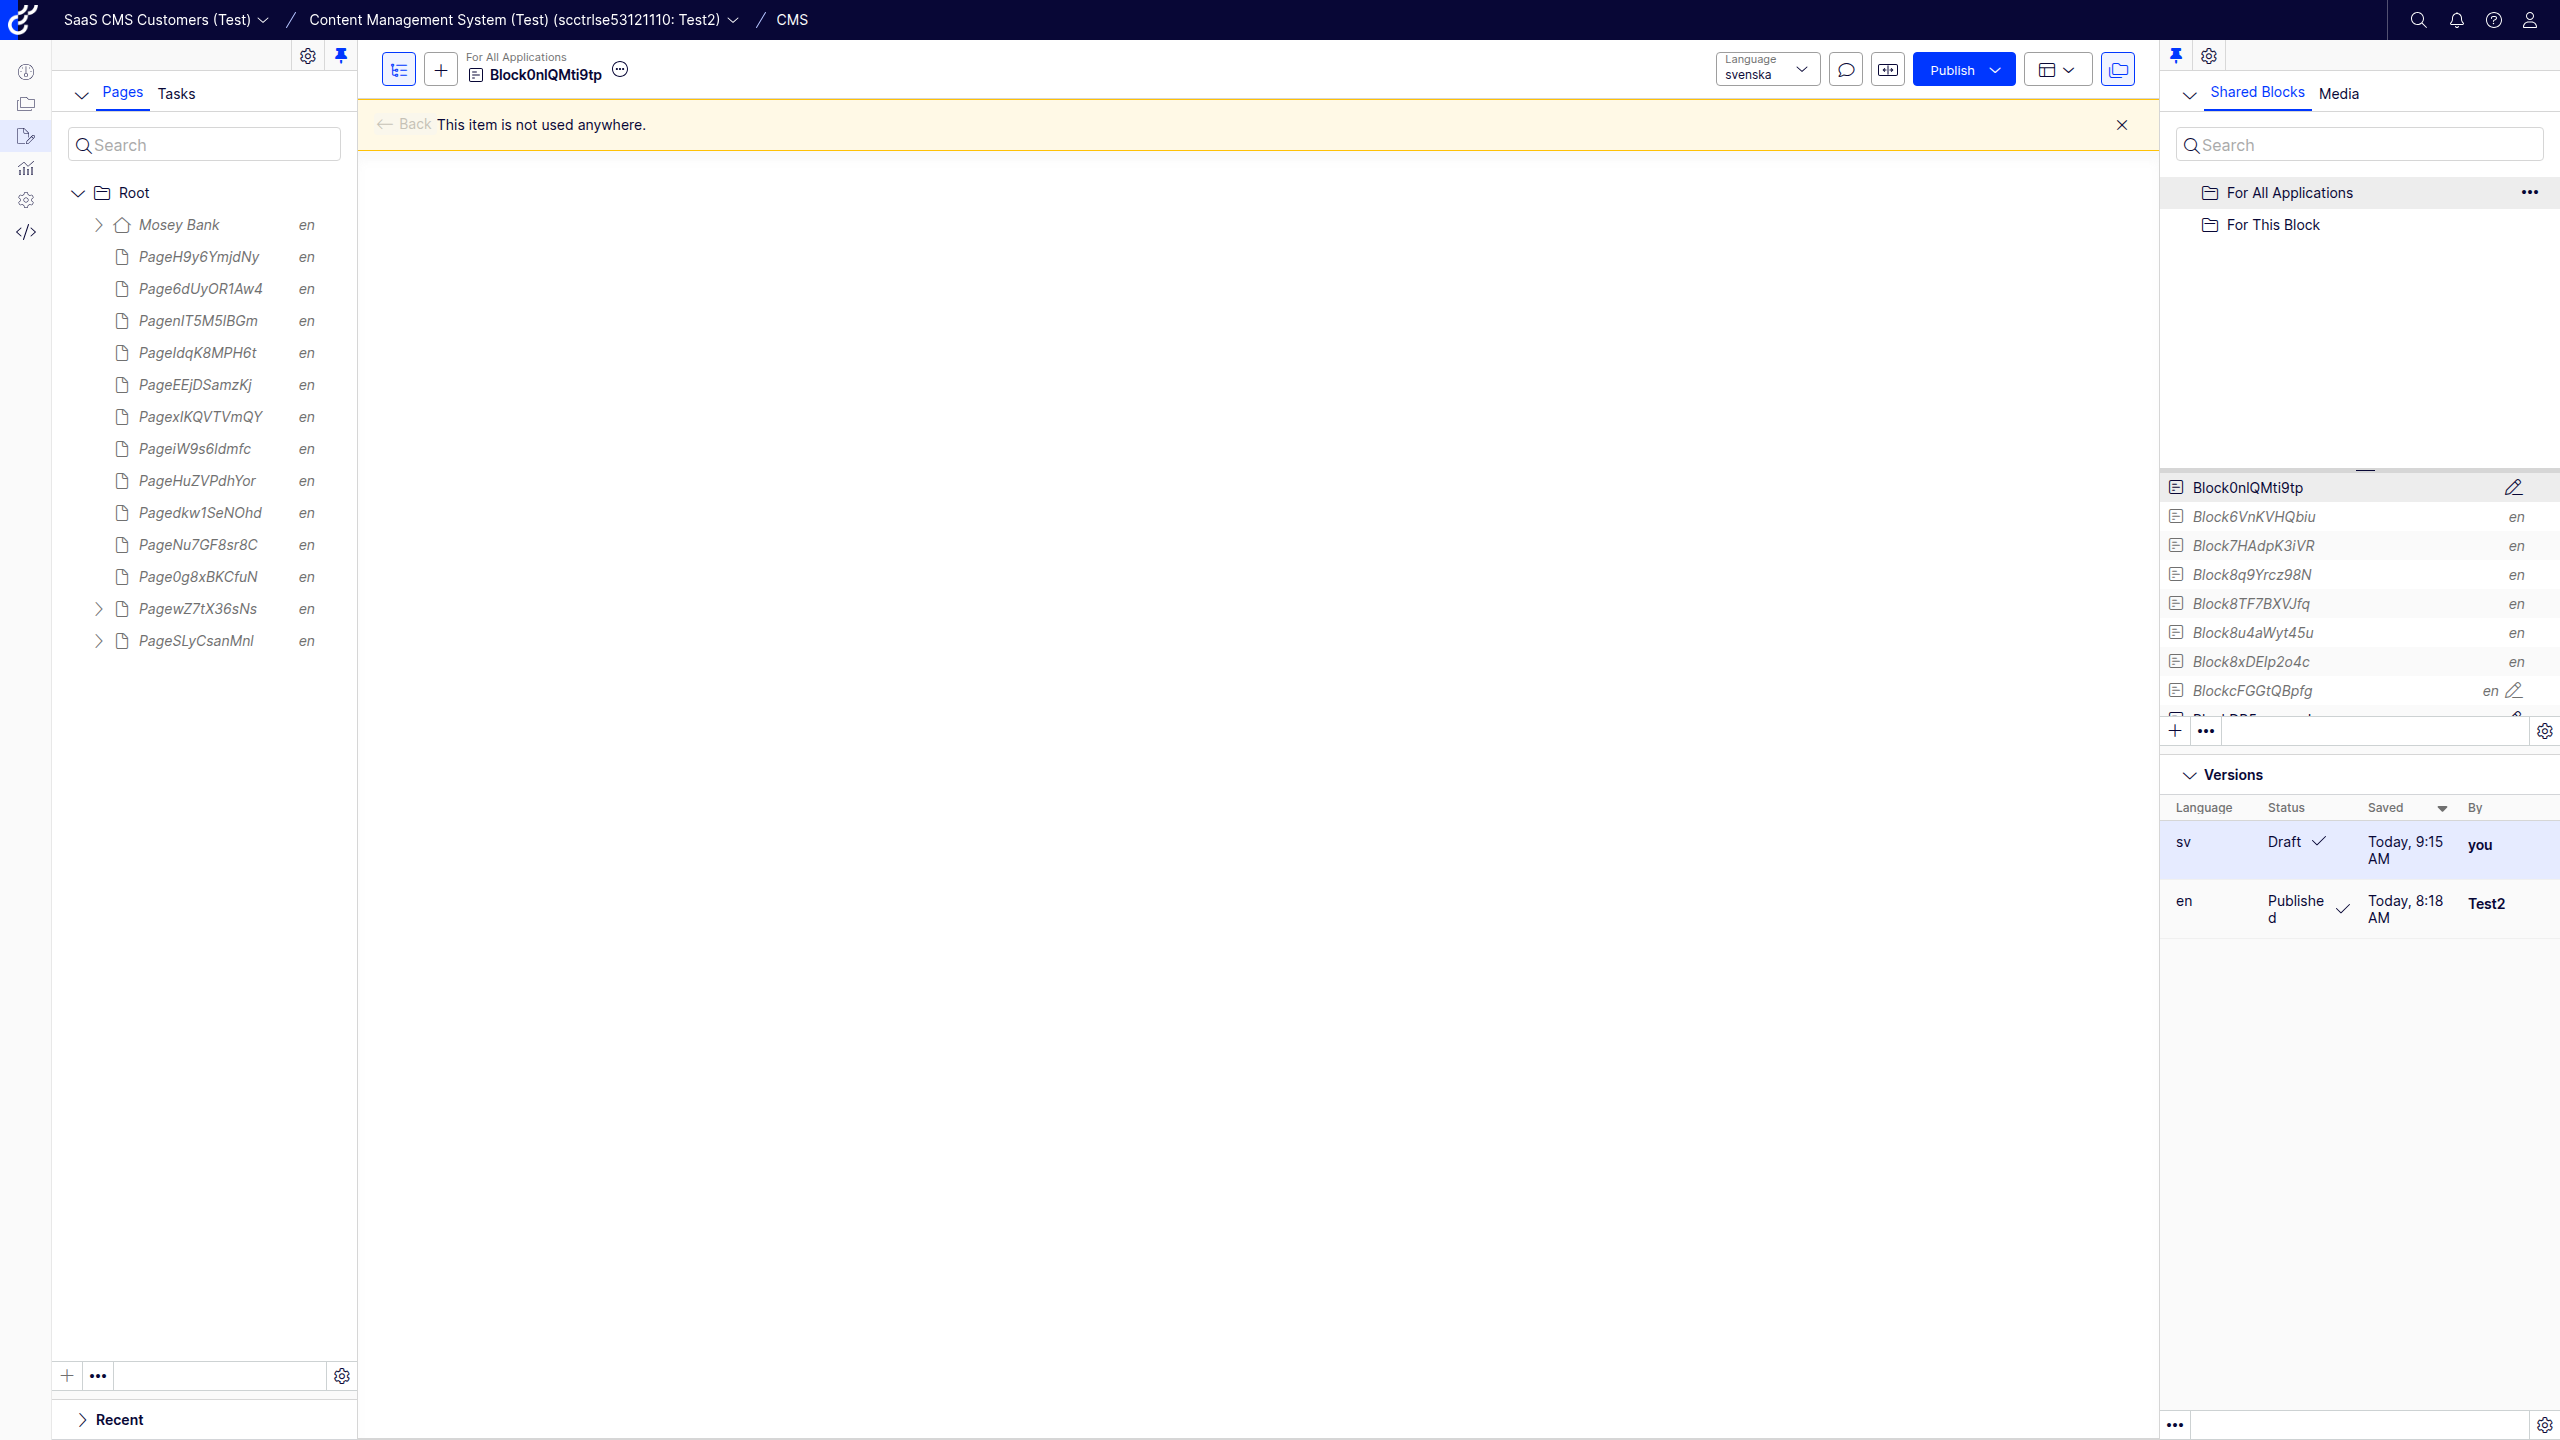 SaaS CMS Customers (Test) / Content Management System (Test) (scctrlse53121110: Test2) / CMS
Pages Tasks
Search
Root
Mosey Bank en
PageH9y6YmjdNy en
Page6dUyOR1Aw4 en
PagenIT5M5IBGm en
PageIdqK8MPH6t en
PageEEjDSamzKj en
PagexIKQVTVmQY en
PageiW9s6ldmfc en
PageHuZVPdhYor en
Pagedkw1SeNOhd en
PageNu7GF8sr8C en
Page0g8xBKCfuN en
PagewZ7tX36sNs en
PageSLyCsanMnl en
Recent
For All Applications
Block0nlQMti9tp
Language
svenska
Publish
Back This item is not used anywhere.
Shared Blocks Media
Search
For All Applications
For This Block
Block0nlQMti9tp
Block6VnKVHQbiu en
Block7HAdpK3iVR en
Block8q9Yrcz98N en
Block8TF7BXVJfq en
Block8u4aWyt45u en
Block8xDElp2o4c en
BlockcFGGtQBpfg en
Versions
Language Status Saved By
sv Draft Today, 9:15 AM you
en Published Today, 8:18 AM Test2